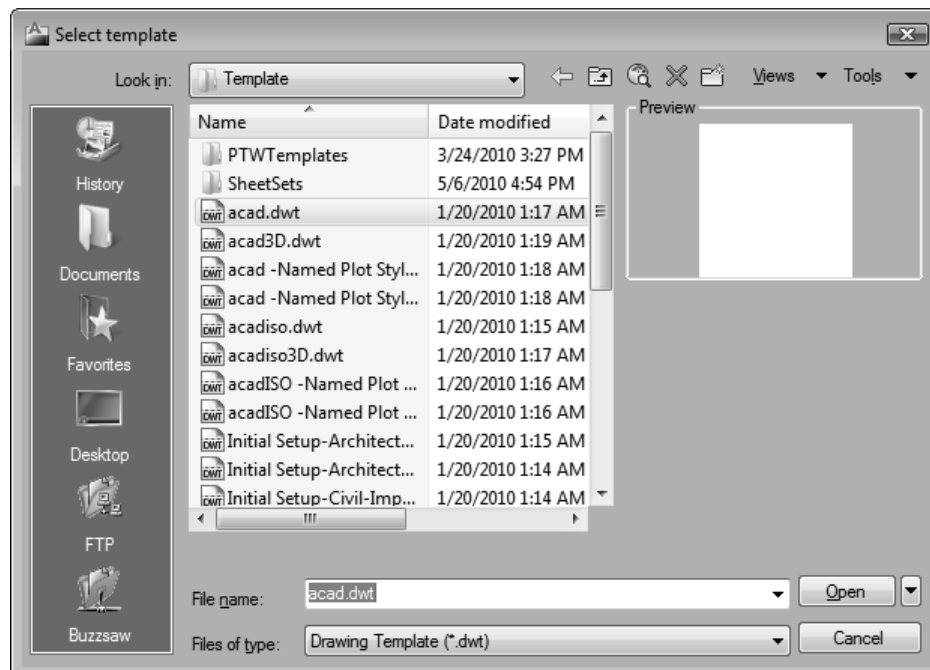 Select template
Look in: Template Views Tools
History
Documents
Favorites
Desktop
FTP
Buzzsaw
Name Date modified
PTWTemplates 3/24/2010 3:27 PM
SheetSets 5/6/2010 4:54 PM
acad.dwt 1/20/2010 1:17 AM
acad3D.dwt 1/20/2010 1:19 AM
acad -Named Plot Styl... 1/20/2010 1:18 AM
acad -Named Plot Styl... 1/20/2010 1:18 AM
acadiso.dwt 1/20/2010 1:15 AM
acadiso3D.dwt 1/20/2010 1:17 AM
acadISO -Named Plot ... 1/20/2010 1:16 AM
acadISO -Named Plot ... 1/20/2010 1:16 AM
Initial Setup-Architect... 1/20/2010 1:15 AM
Initial Setup-Architect... 1/20/2010 1:14 AM
Initial Setup-Civil-Imp... 1/20/2010 1:14 AM
Preview
File name: acad.dwt Open
Files of type: Drawing Template (*.dwt) Cancel